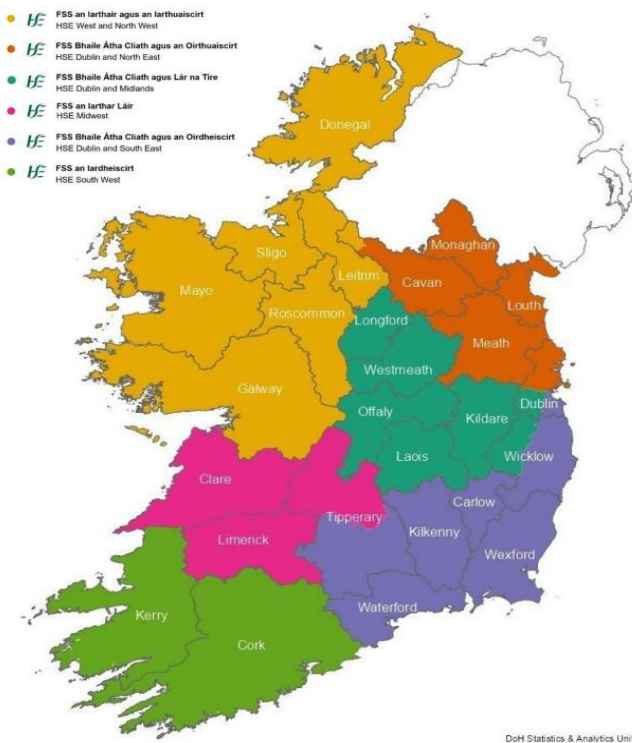 FSS an Iarthair agus an Iarthuaiscirt
HSE West and North West
FSS Bhaile Átha Cliath agus an Oirthuaiscirt
HSE Dublin and North East
FSS Bhaile Átha Cliath agus Lár na Tíre
HSE Dublin and Midlands
FSS an Iarthar Láir
HSE Midwest
FSS Bhaile Átha Cliath agus an Oirdheiscirt
HSE Dublin and South East
FSS an Iardheiscirt
HSE South West
Donegal
Monaghan
Sligo
Leitrim
Cavan
Mayo
Louth
Roscommon
Longford
Meath
Westmeath
Galway
Dublin
Offaly
Kildare
Laois
Wicklow
Clare
Carlow
Tipperary
Kilkenny
Limerick
Wexford
Waterford
Kerry
Cork
DoH Statistics & Analytics Uni